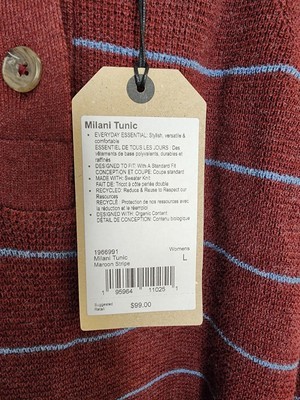 Milani Tunic
• EVERYDAY ESSENTIAL: Stylish, versatile &
comfortable
ESSENTIEL DE TOUS LES JOURS : Des
vêtements de base polyvalents, durables et
raffinés
• DESIGNED TO FIT: With A Standard Fit
CONCEPTION ET COUPE: Coupe standard
• MADE WITH: Sweater Knit
FAIT DE: Tricot à côte perlée double
• RECYCLED: Reduce & Reuse to Respect our
Resources
RECYCLÉ: Protection de nos ressources avec
la réduction et le réemploi
• DESIGNED WITH: Organic Content
DÉTAIL DE CONCEPTION: Contenu biologique
1966991 Womens
Milani Tunic L
Maroon Stripe
1 95964 11025 1
Suggested
Retail $99.00